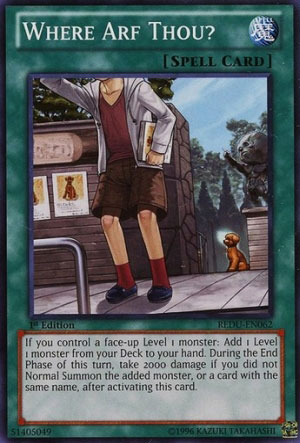 WHERE ARF THOU?
[SPELL CARD]
1st Edition
REDU-EN062
If you control a face-up Level 1 monster: Add 1 Level
1 monster from your Deck to your hand. During the End
Phase of this turn, take 2000 damage if you did not
Normal Summon the added monster, or a card with the
same name, after activating this card.
51405049
©1996 KAZUKI TAKAHASHI